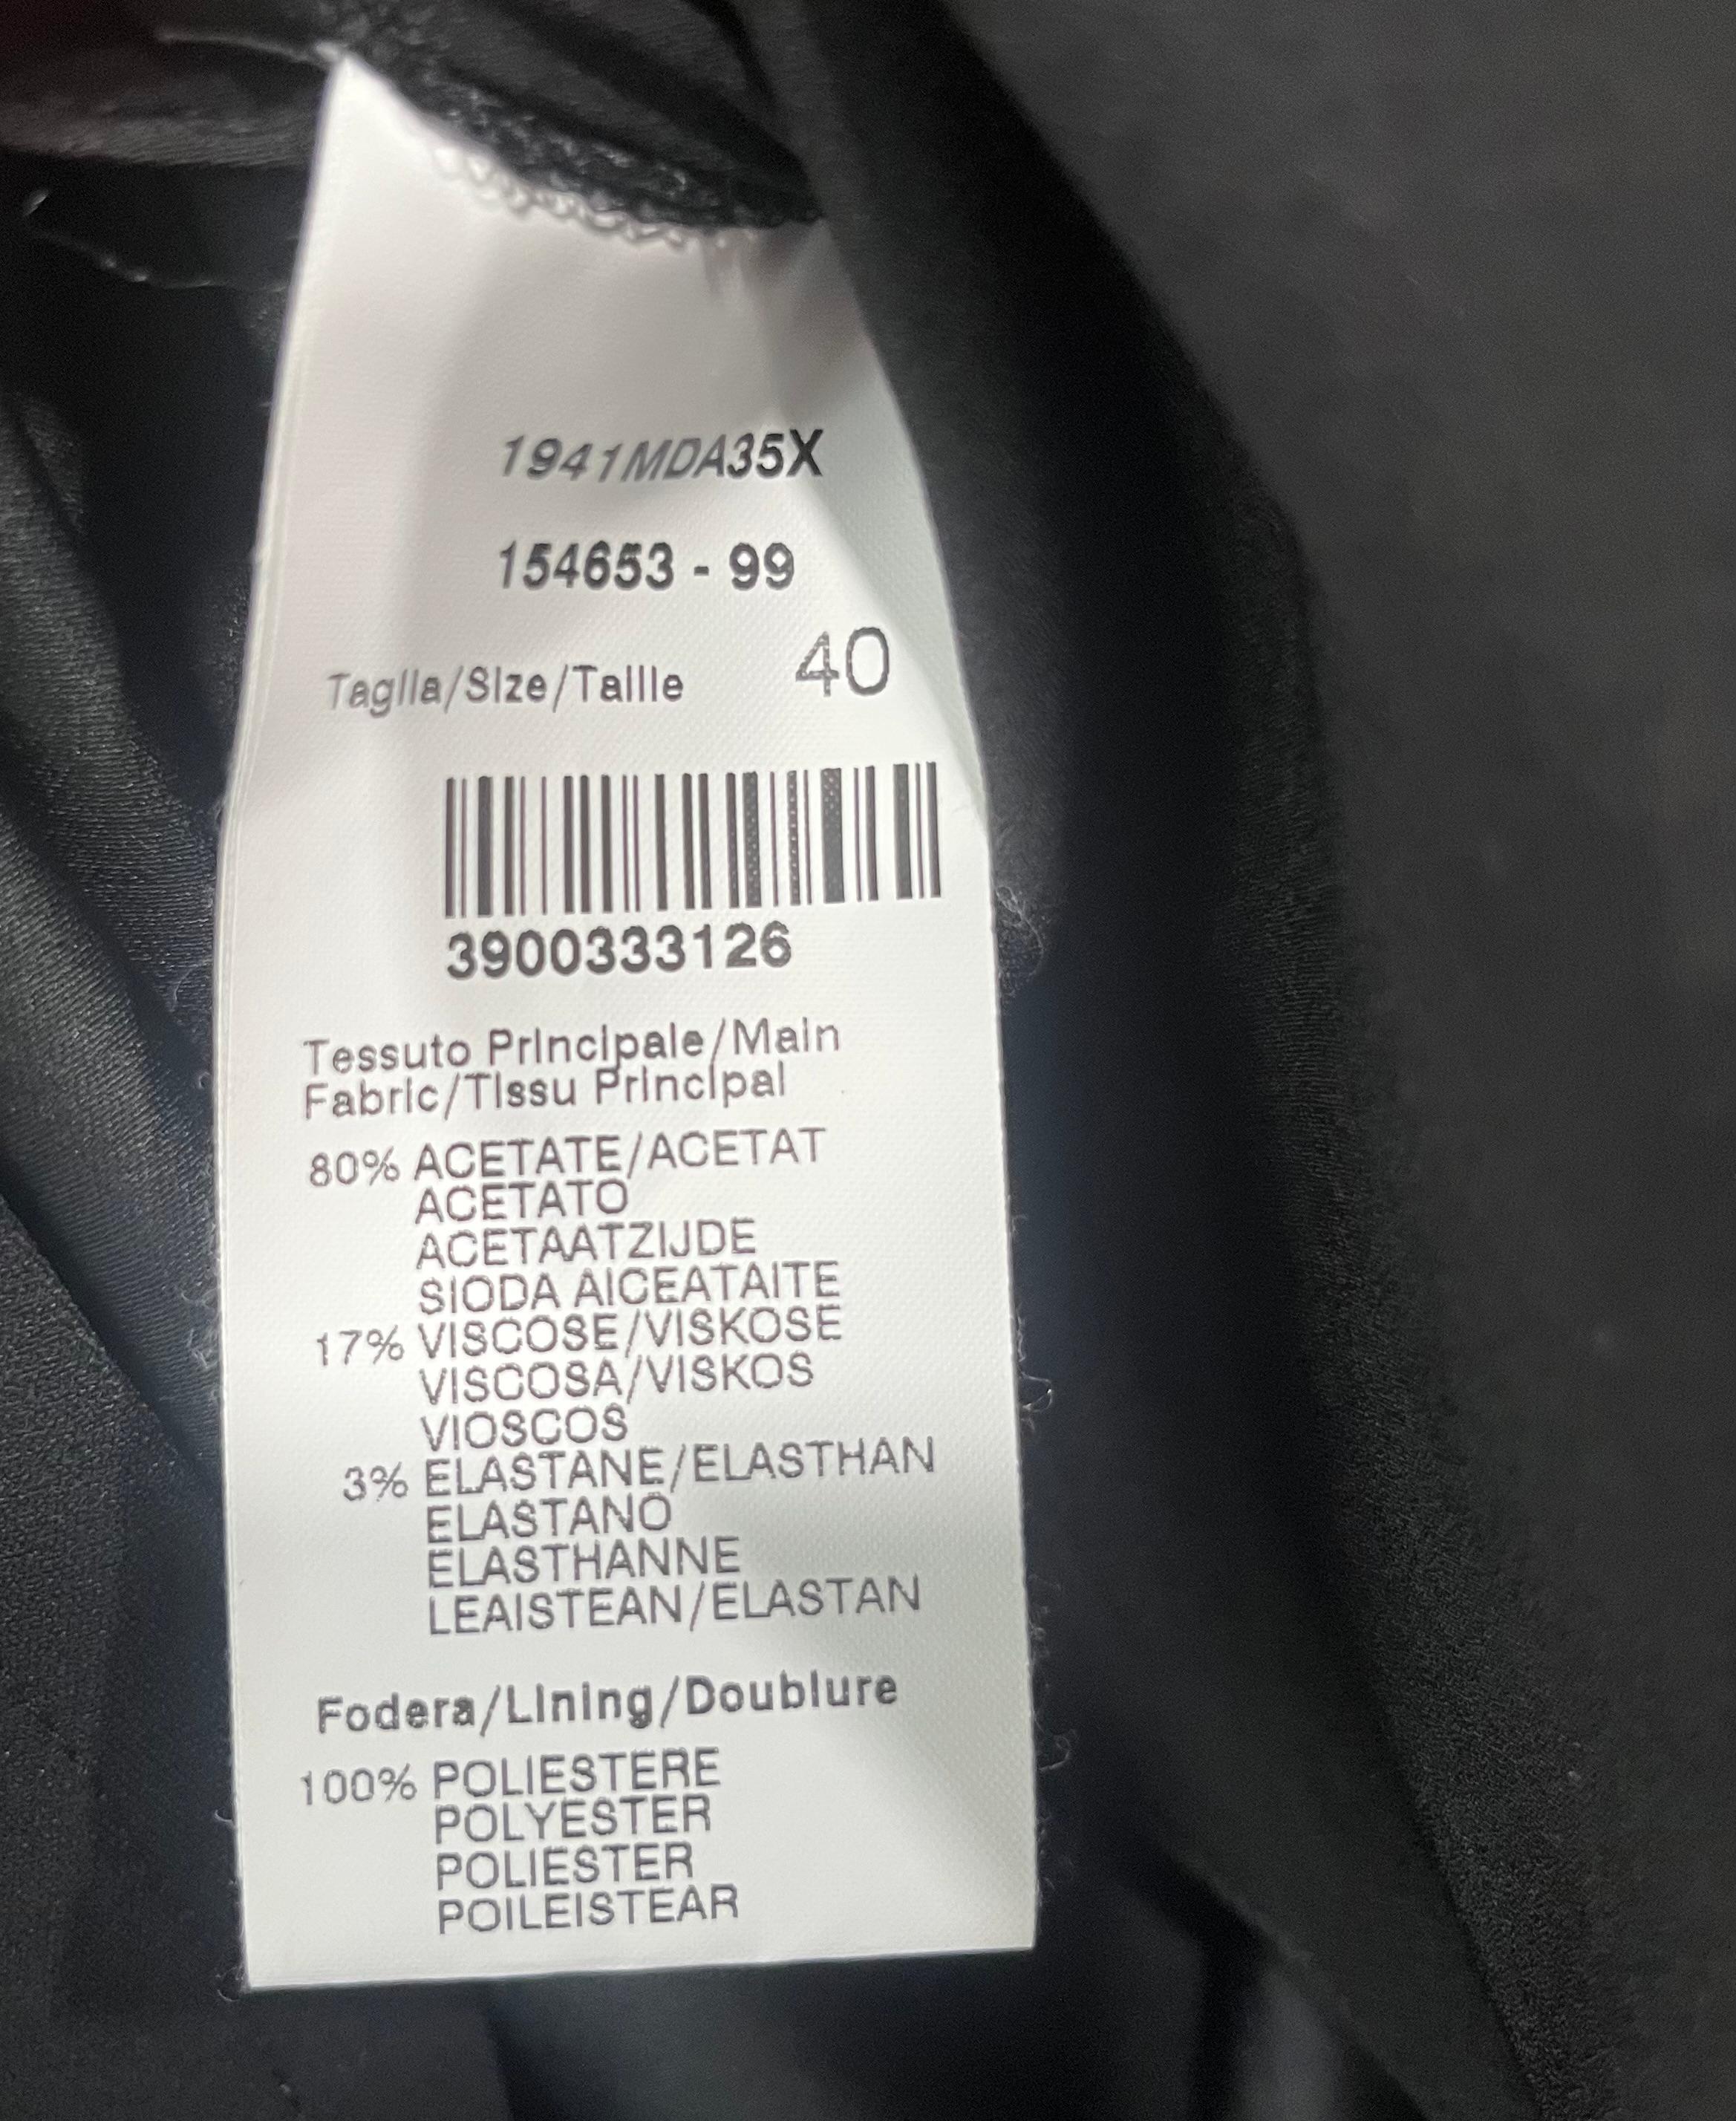 1941MDA35X
154653 - 99
Taglia/Size/Taille 40
3900333126
Tessuto Principale/Main
Fabric/Tissu Principal
80% ACETATE/ACETAT
ACETATO
ACETAATZIJDE
SIODA AICEATAITE
17% VISCOSE/VISKOSE
VISCOSA/VISKOS
VIOSCOS
3% ELASTANE/ELASTHAN
ELASTANO
ELASTHANNE
LEAISTEAN/ELASTAN
Fodera/Lining/Doublure
100% POLIESTERE
POLYESTER
POLIESTER
POILEISTEAR